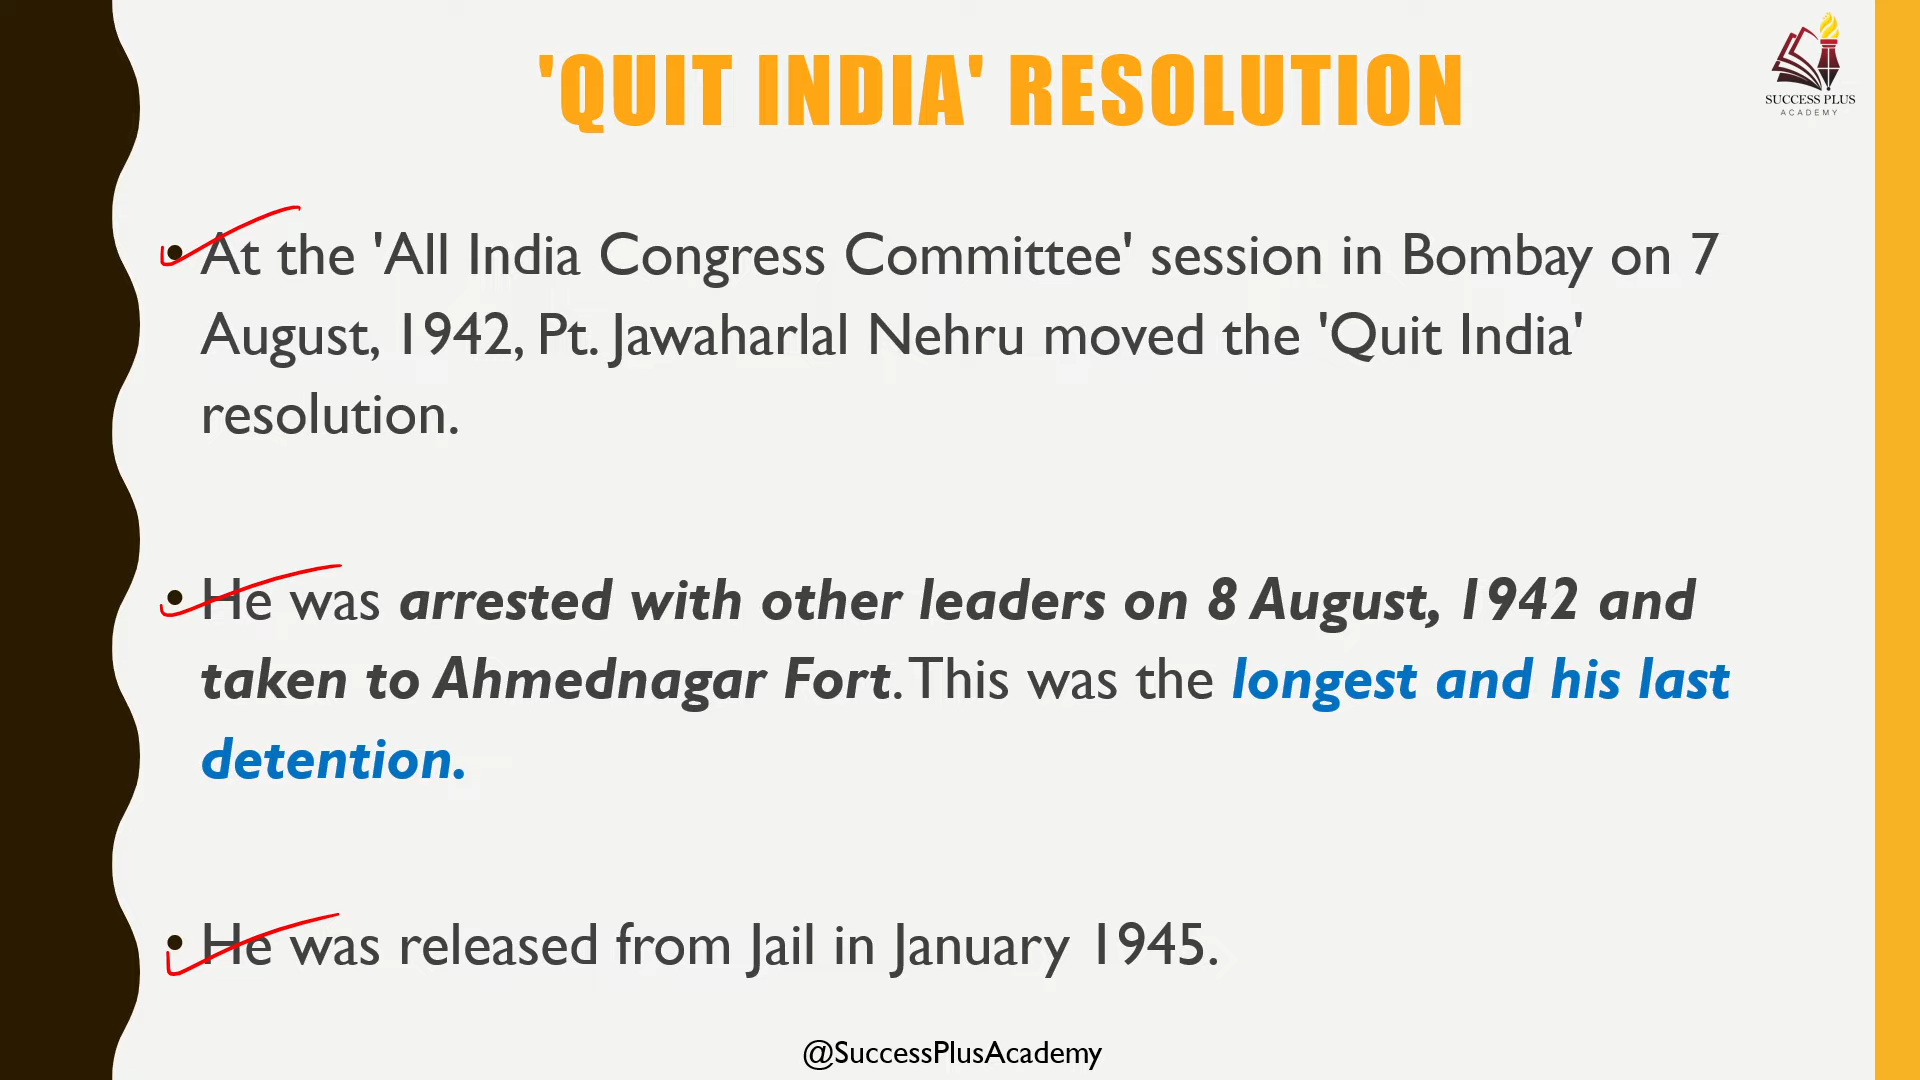 'QUIT INDIA' RESOLUTION
SUCCESS PLUS
ACADEMY
• At the 'All India Congress Committee' session in Bombay on 7
August, 1942, Pt. Jawaharlal Nehru moved the 'Quit India'
resolution.
• He was arrested with other leaders on 8 August, 1942 and
taken to Ahmednagar Fort. This was the longest and his last
detention.
• He was released from Jail in January 1945.
@SuccessPlusAcademy